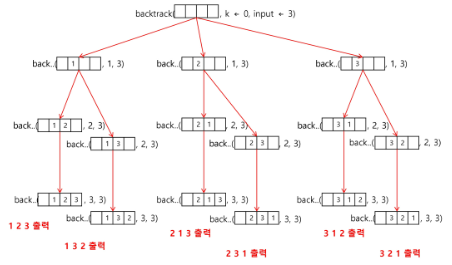 backtrack( , k ← 0, input ← 3)
back..( 1 , 1, 3)
back..( 2 , 1, 3)
back..( 3 , 1, 3)
back..( 1 2 , 2, 3)
back..( 1 3 , 2, 3)
back..( 2 1 , 2, 3)
back..( 2 3 , 2, 3)
back..( 3 1 , 2, 3)
back..( 3 2 , 2, 3)
back..( 1 2 3 , 3, 3)
back..( 1 3 2 , 3, 3)
back..( 2 1 3 , 3, 3)
back..( 2 3 1 , 3, 3)
back..( 3 1 2 , 3, 3)
back..( 3 2 1 , 3, 3)
1 2 3 출력
1 3 2 출력
2 1 3 출력
2 3 1 출력
3 1 2 출력
3 2 1 출력